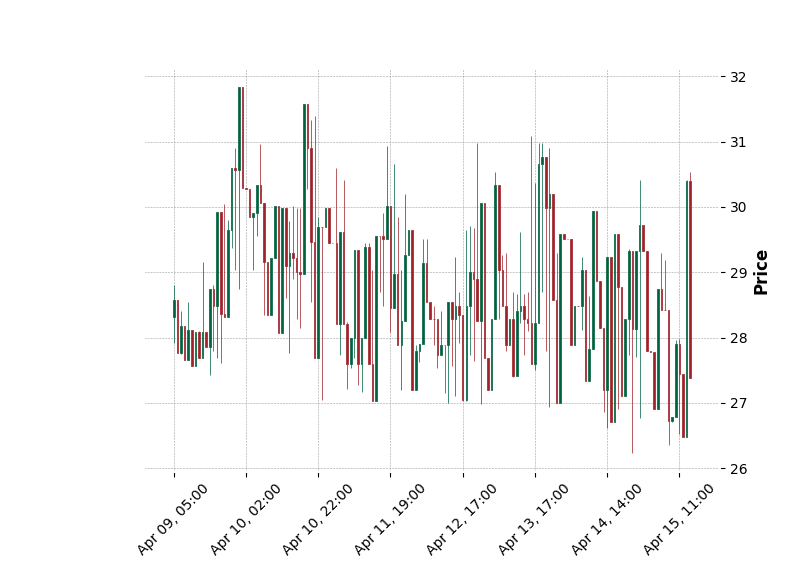 32
31
30
29
28
27
26
Price
Apr 09, 05:00
Apr 10, 02:00
Apr 10, 22:00
Apr 11, 19:00
Apr 12, 17:00
Apr 13, 17:00
Apr 14, 14:00
Apr 15, 11:00